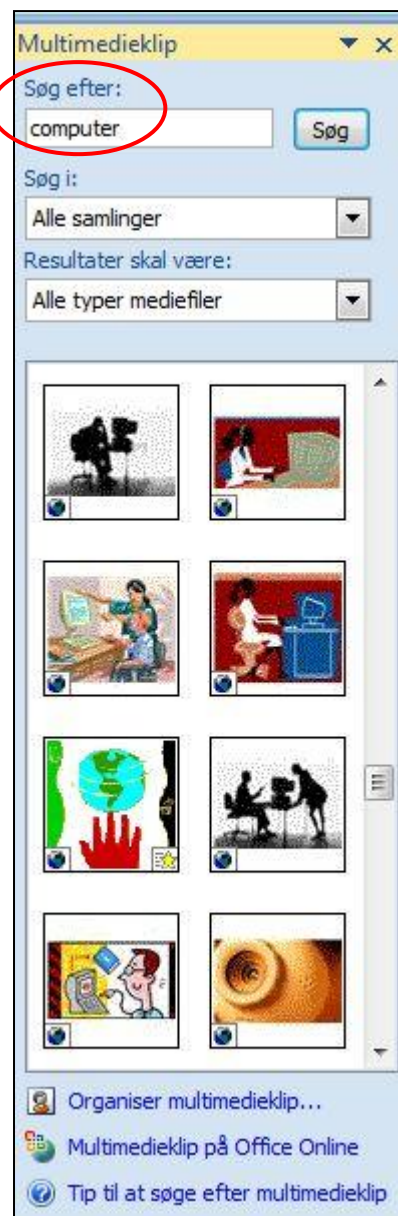 Multimedieklip
Søg efter:
computer
Søg
Søg i:
Alle samlinger
Resultater skal være:
Alle typer mediefiler
Organiser multimedieklip...
Multimedieklip på Office Online
Tip til at søge efter multimedieklip